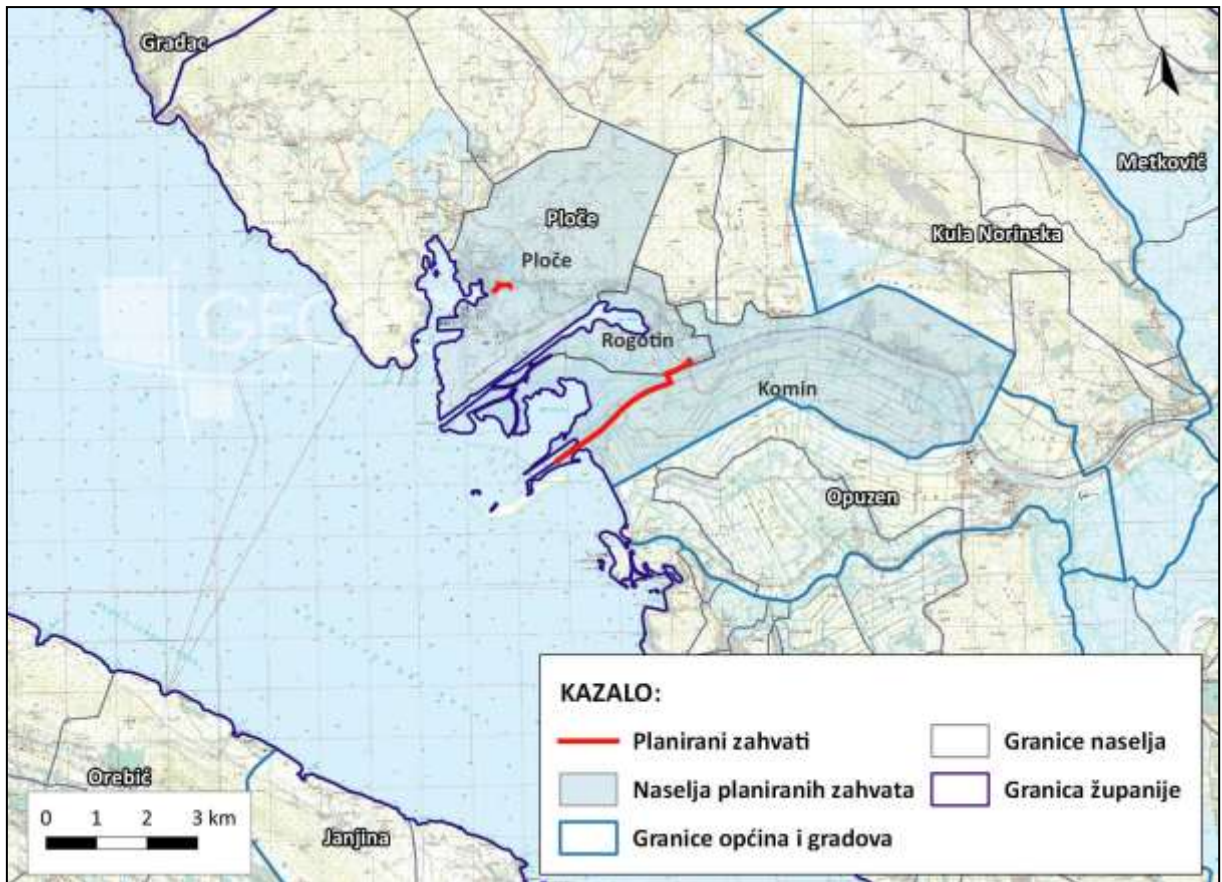 Gradac
Metković
Ploče
Kula Norinska
Ploče
GEO
Rogotin
Komin
Opuzen
Orebić
Janjina
0 1 2 3 km
KAZALO:
Planirani zahvati
Naselja planiranih zahvata
Granice općina i gradova
Granice naselja
Granica županije